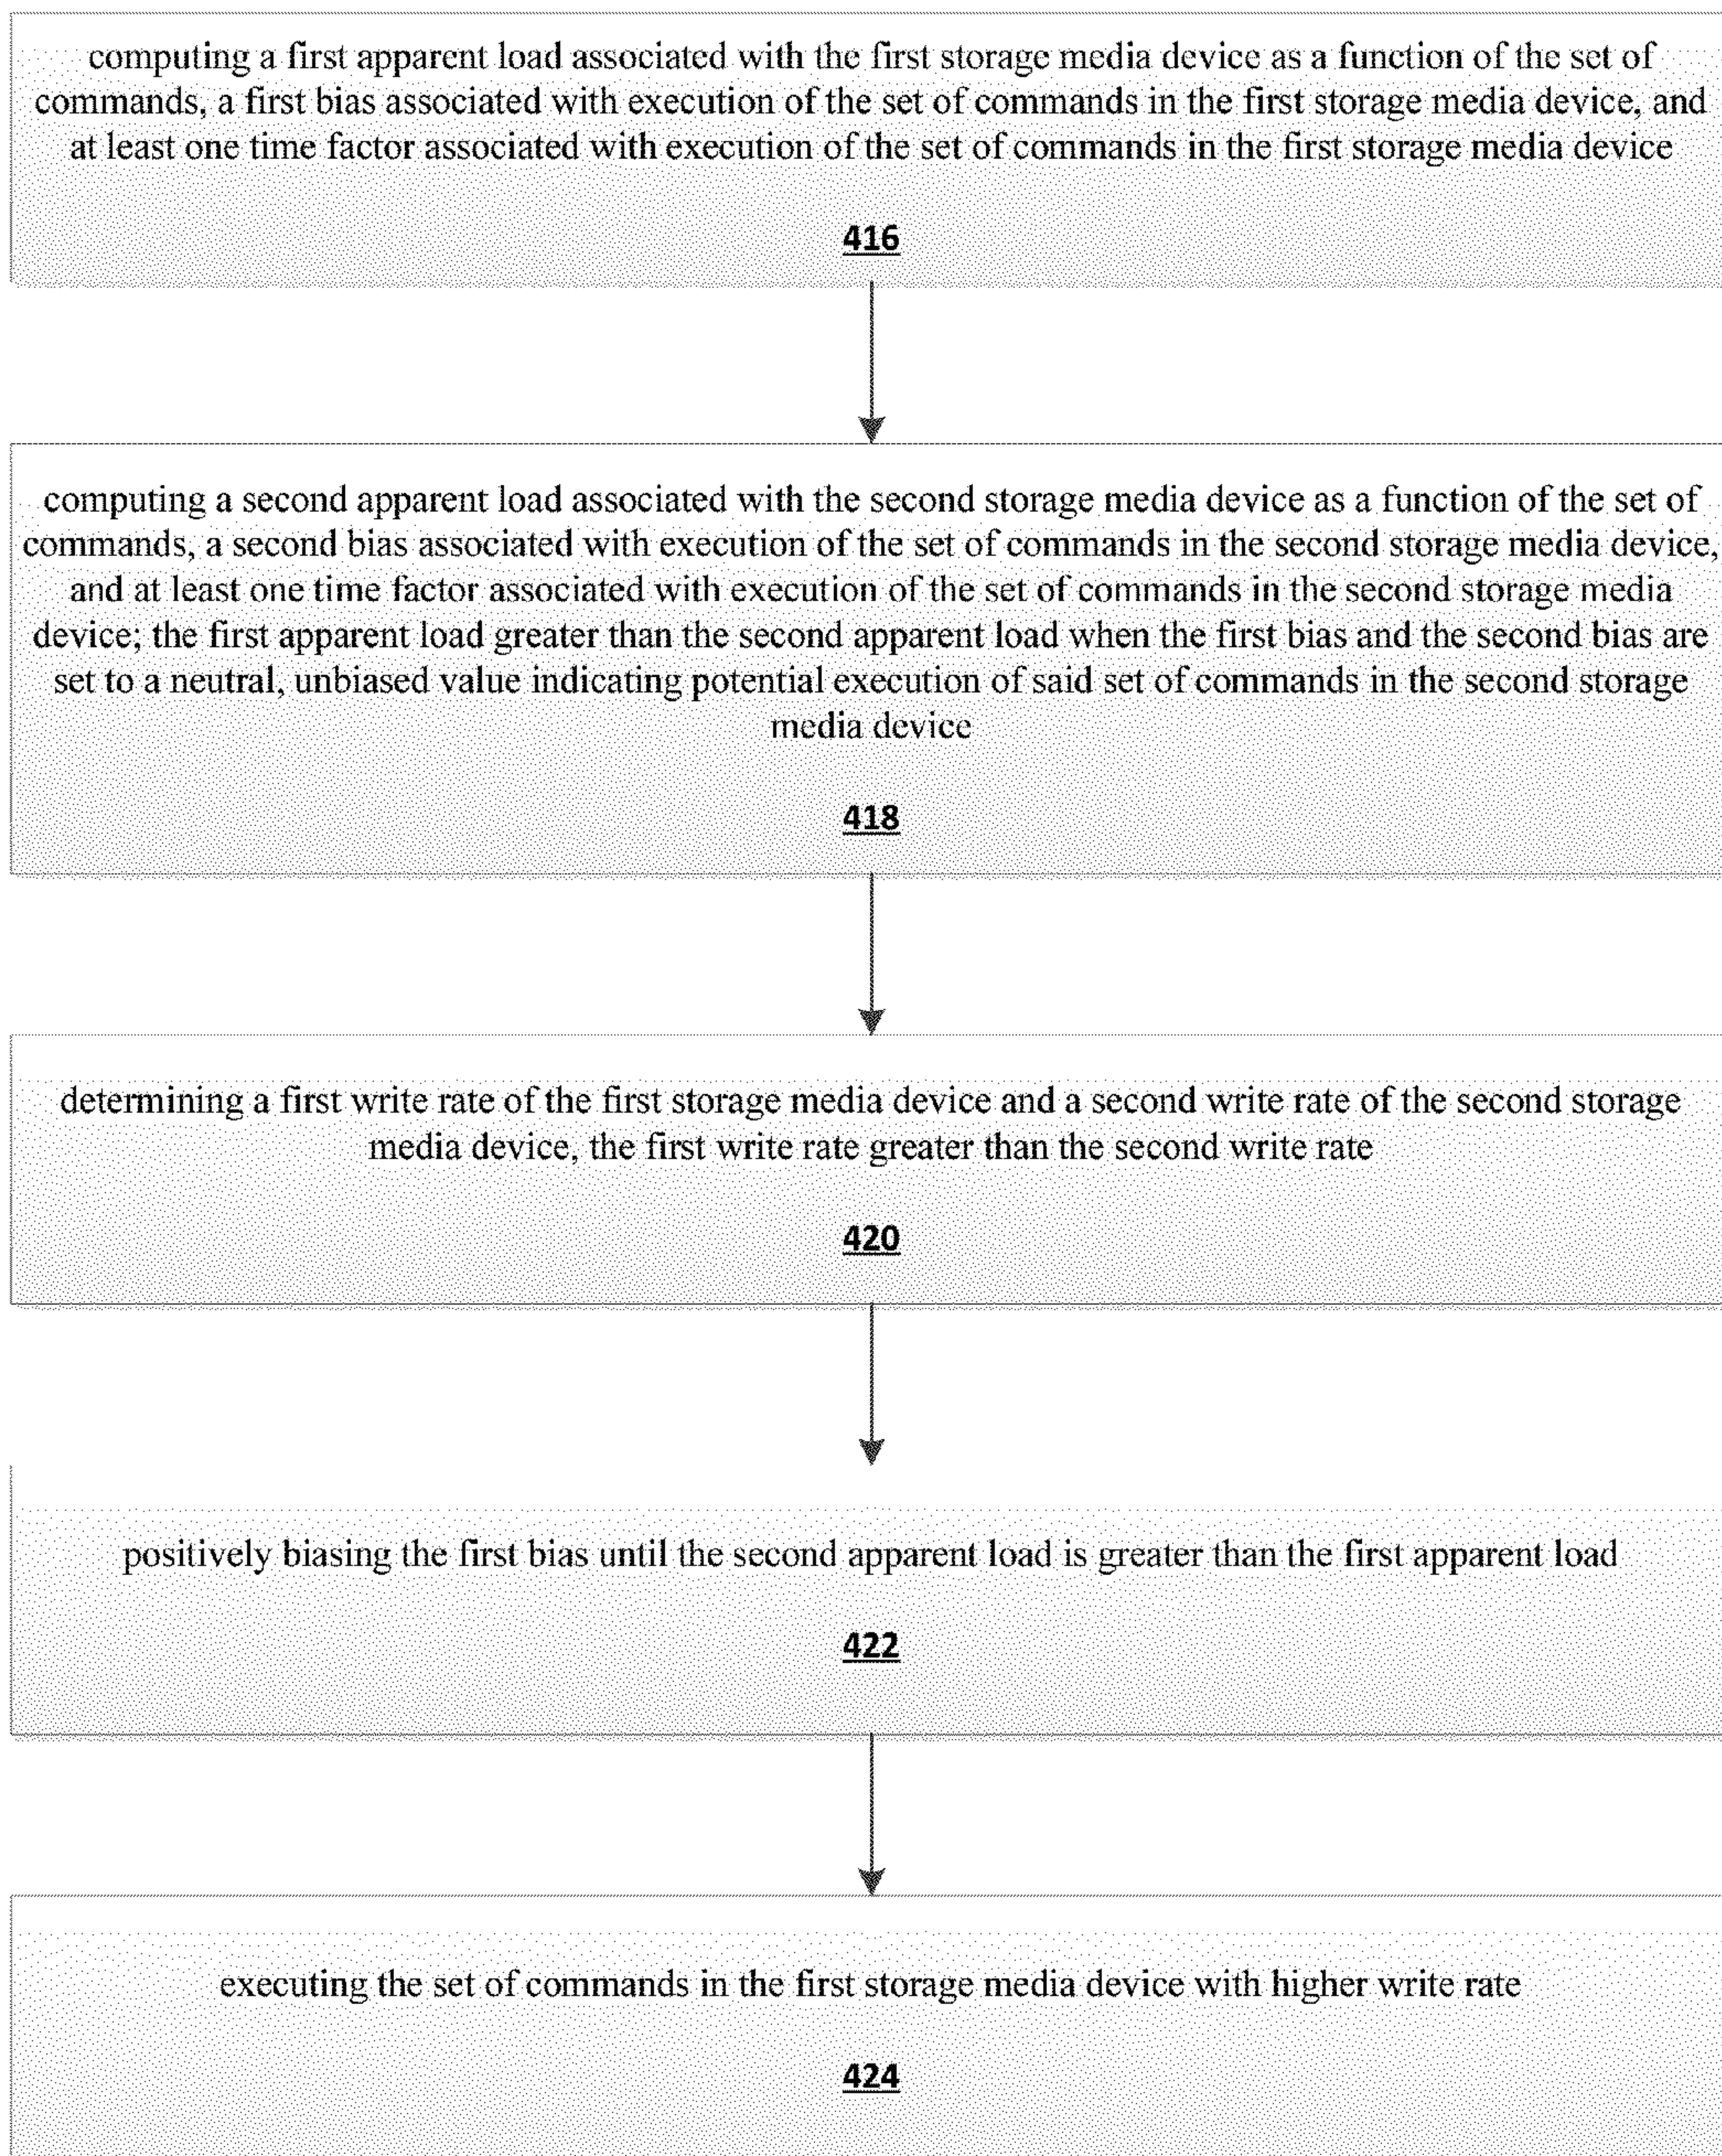 computing a first apparent load associated with the first storage media device as a function of the set of
commands, a first bias associated with execution of the set of commands in the first storage media device, and
at least one time factor associated with execution of the set of commands in the first storage media device
416
computing a second apparent load associated with the second storage media device as a function of the set of
commands, a second bias associated with execution of the set of commands in the second storage media device,
and at least one time factor associated with execution of the set of commands in the second storage media
device; the first apparent load greater than the second apparent load when the first bias and the second bias are
set to a neutral, unbiased value indicating potential execution of said set of commands in the second storage
media device
418
determining a first write rate of the first storage media device and a second write rate of the second storage
media device, the first write rate greater than the second write rate
420
positively biasing the first bias until the second apparent load is greater than the first apparent load
422
executing the set of commands in the first storage media device with higher write rate
424